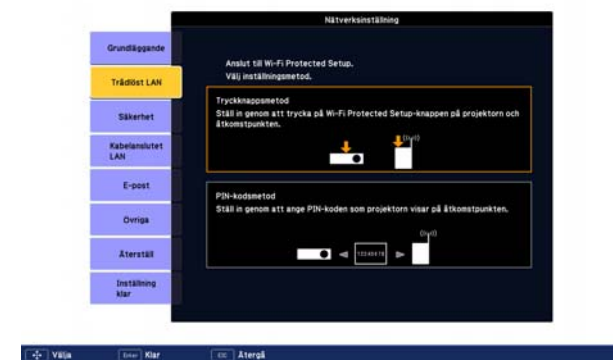 Nätverksinställning
Grundläggande
Trådlöst LAN
Säkerhet
Kabelanslutet
LAN
E-post
Övriga
Återställ
Inställning
klar
Anslut till Wi-Fi Protected Setup.
Välj inställningsmetod.
Tryckknappsmetod
Ställ in genom att trycka på Wi-Fi Protected Setup-knappen på projektorn och
åtkomstpunkten.
PIN-kodsmetod
Ställ in genom att ange PIN-koden som projektorn visar på åtkomstpunkten.
12345678
Välja
Enter Klar
ESC Återgå